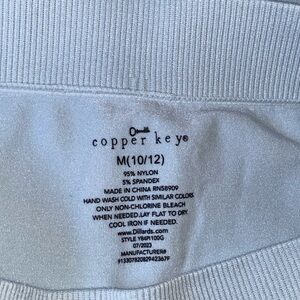 copper key®
M(10/12)
95% NYLON
5% SPANDEX
MADE IN CHINA RN58909
HAND WASH COLD WITH SIMILAR COLORS
ONLY NON-CHLORINE BLEACH
WHEN NEEDED.LAY FLAT TO DRY.
COOL IRON IF NEEDED.
www.Dillards.com
STYLE Y84PI100G
07/2023
MANUFACTURER#